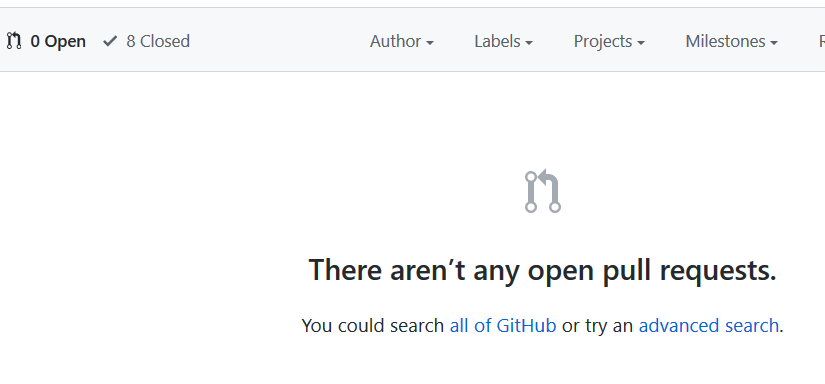 0 Open 8 Closed Author Labels Projects Milestones
There aren’t any open pull requests.
You could search all of GitHub or try an advanced search.